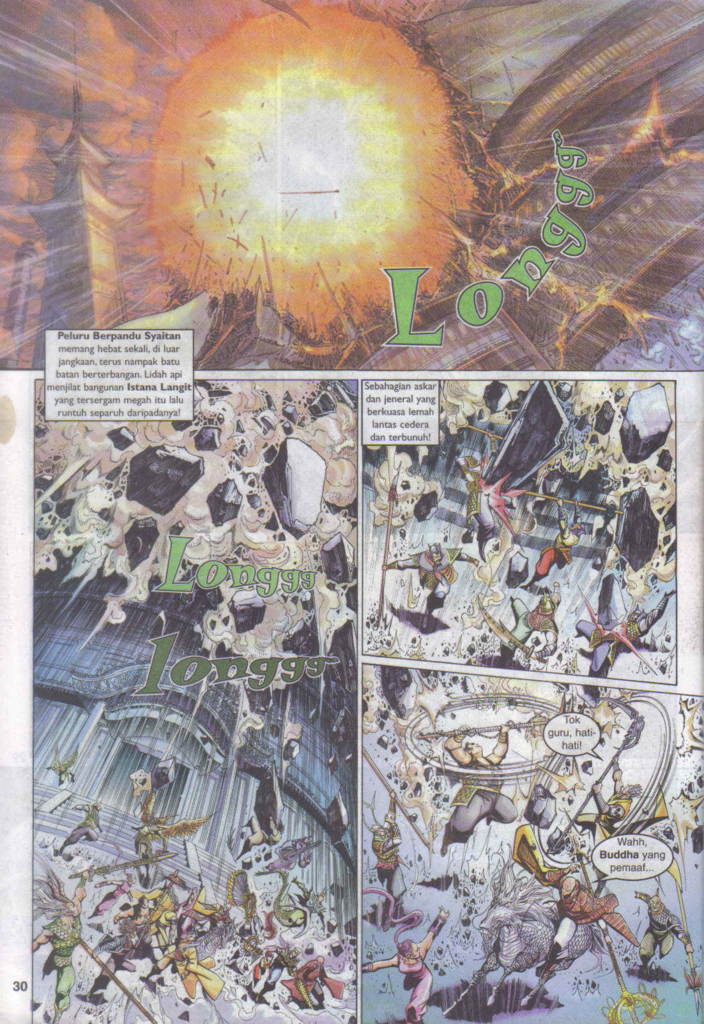 Longgg
Peluru Berpandu Syaitan
memang hebat sekali, di luar
jangkaan, terus nampak batu
batan berterbangan. Lidah api
menjilat bangunan Istana Langit
yang tersergam megah itu lalu
runtuh separuh daripadanya!
Longggg
longggg
Sebahagian askar
dan jeneral yang
berkuasa lemah
lantas cedera
dan terbunuh!
Tok
guru, hati-
hati!
Wahh,
Buddha yang
pemaaf...
30